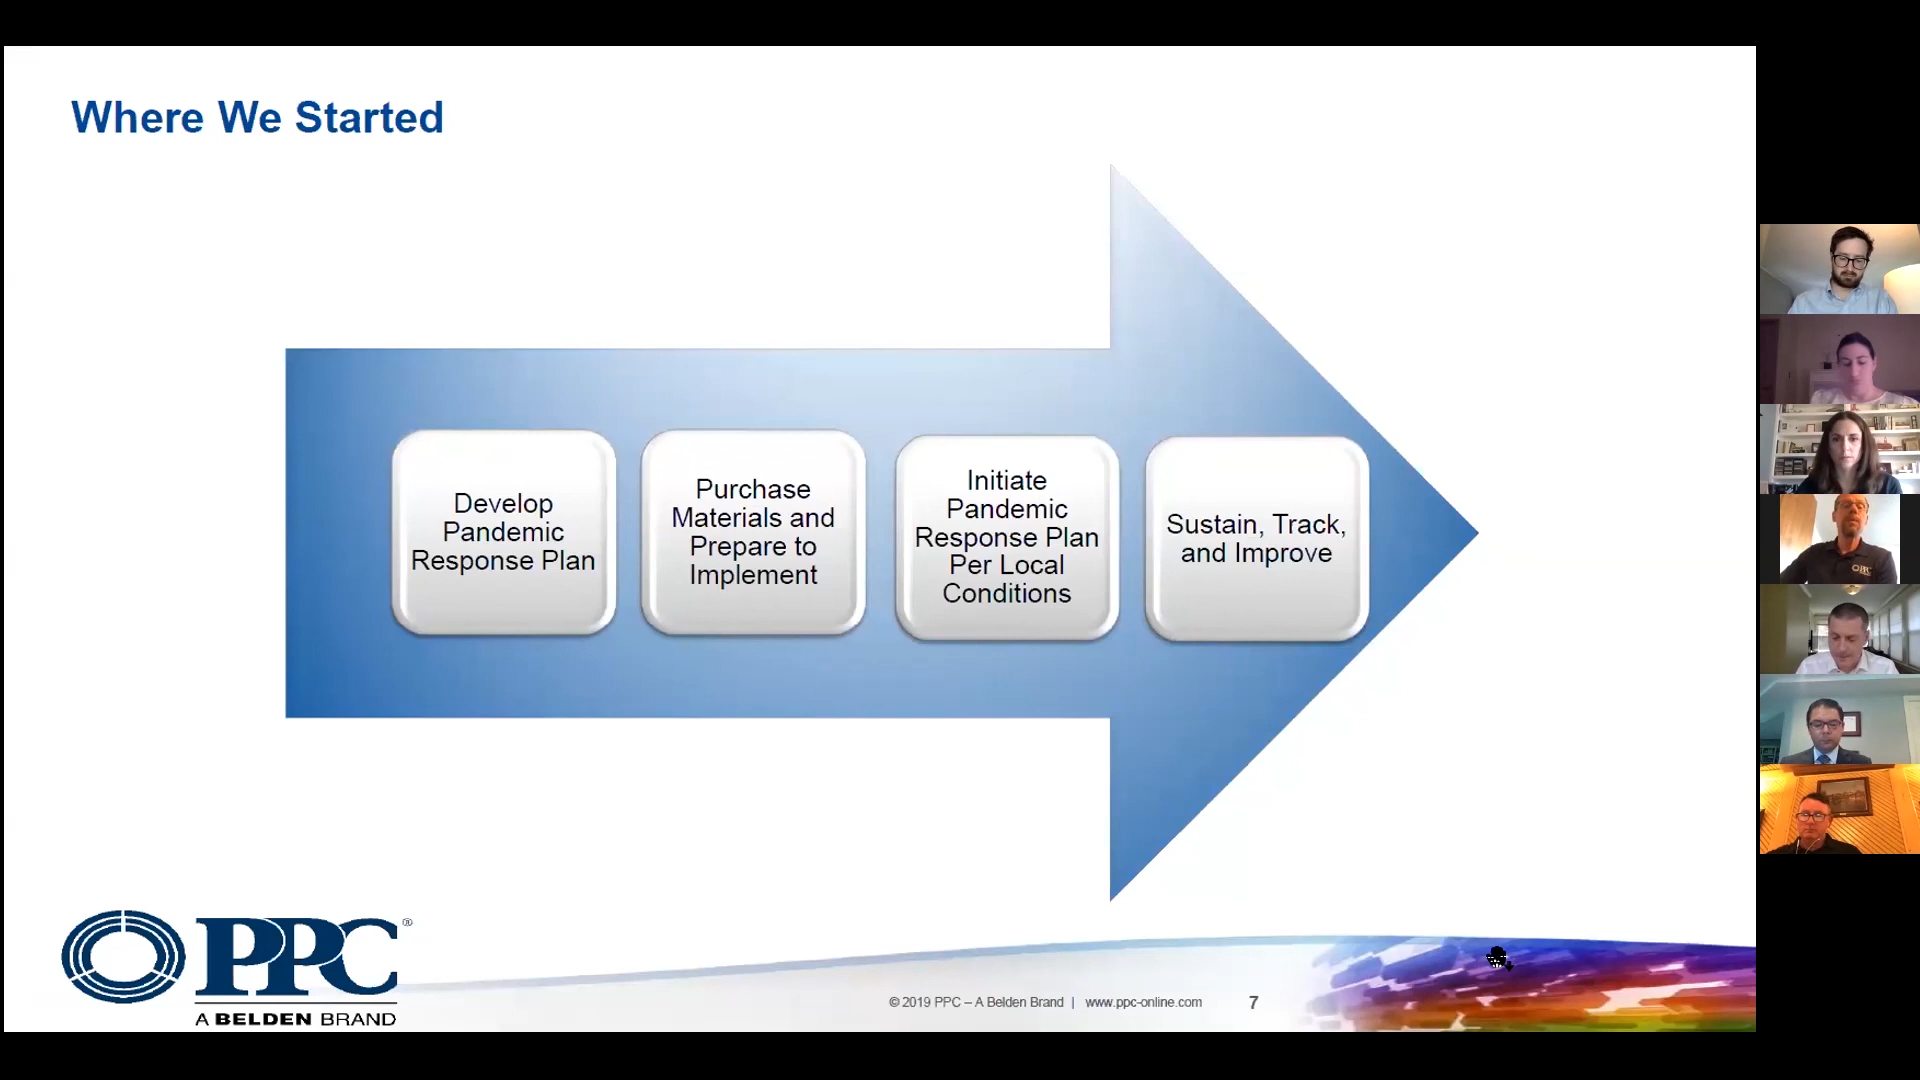 Where We Started
Develop
Pandemic
Response Plan
Purchase
Materials and
Prepare to
Implement
Initiate
Pandemic
Response Plan
Per Local
Conditions
Sustain, Track,
and Improve
PPC®
A BELDEN BRAND
© 2019 PPC – A Belden Brand | www.ppc-online.com 7